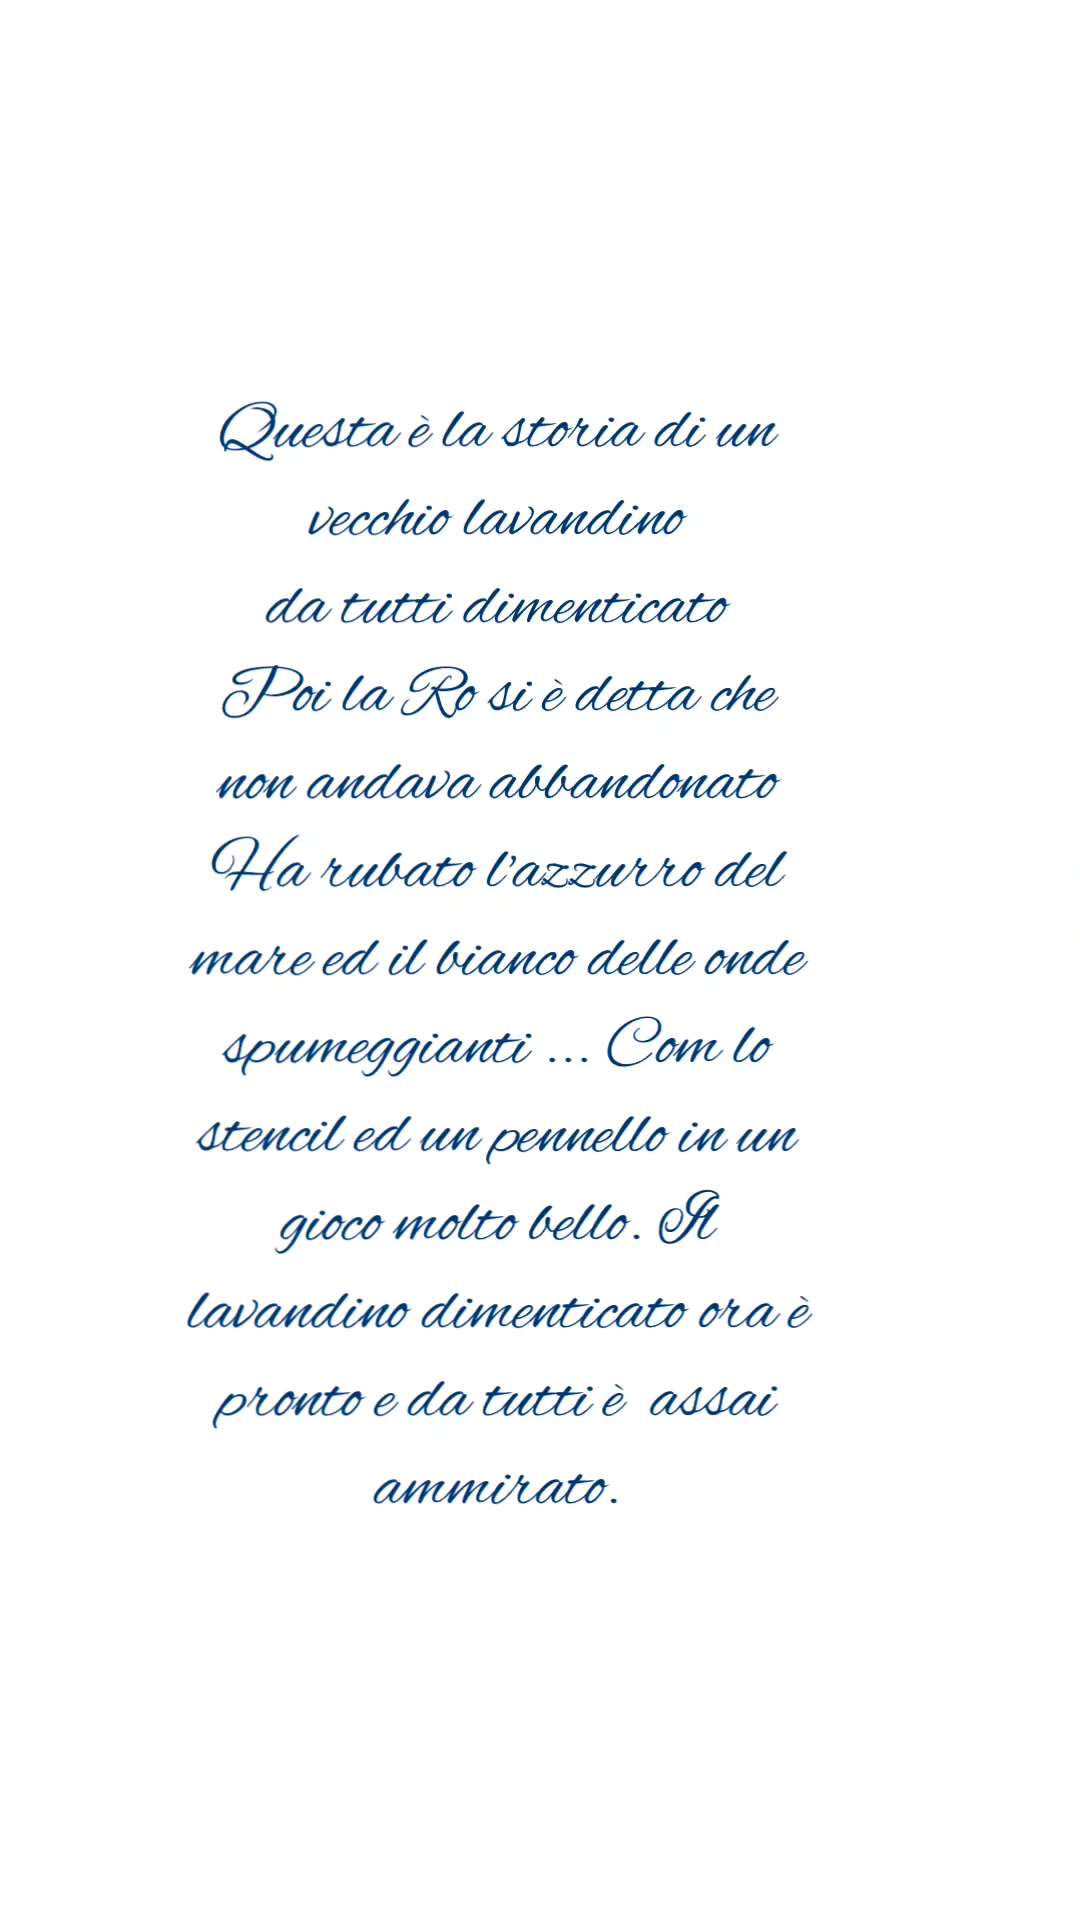 Questa è la storia di un
vecchio lavandino
da tutti dimenticato
Poi la Ro si è detta che
non andava abbandonato
Ha rubato l'azzurro del
mare ed il bianco delle onde
spumeggianti ... Com lo
stencil ed un pennello in un
gioco molto bello. Il
lavandino dimenticato ora è
pronto e da tutti è  assai
ammirato.